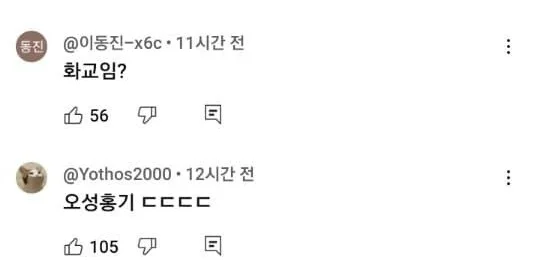 동진
@이동진-x6c • 11시간 전
화교임?
56
@Yothos2000 • 12시간 전
오성홍기 ㄷㄷㄷㄷ
105